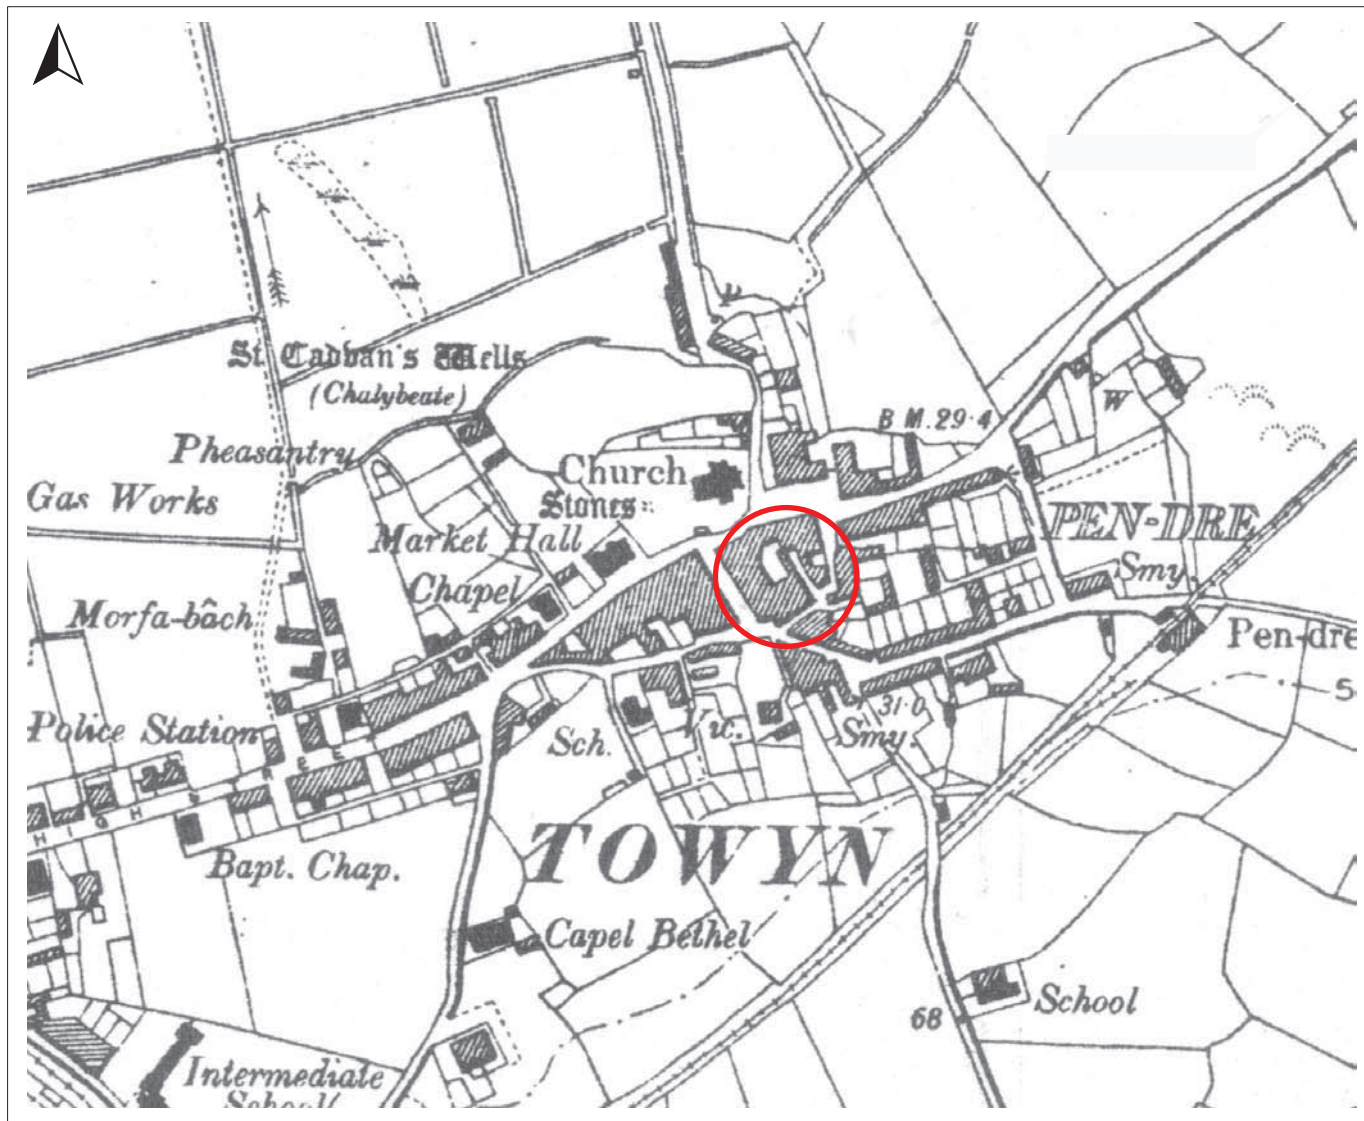 St. Cadvan's Wells
(Chalybeate)
P
B M. 29·4
W
Pheasantry
Church
Stones
Gas Works
PEN-DRE
Market Hall
Smy.
Chapel
Morfa-bâch
Pen-dre
5
Police Station
31·0
Sch.
Vic.
Smy.
HIGH STREET
TOWYN
Bapt. Chap.
Capel Bethel
School
68
Intermediate
School